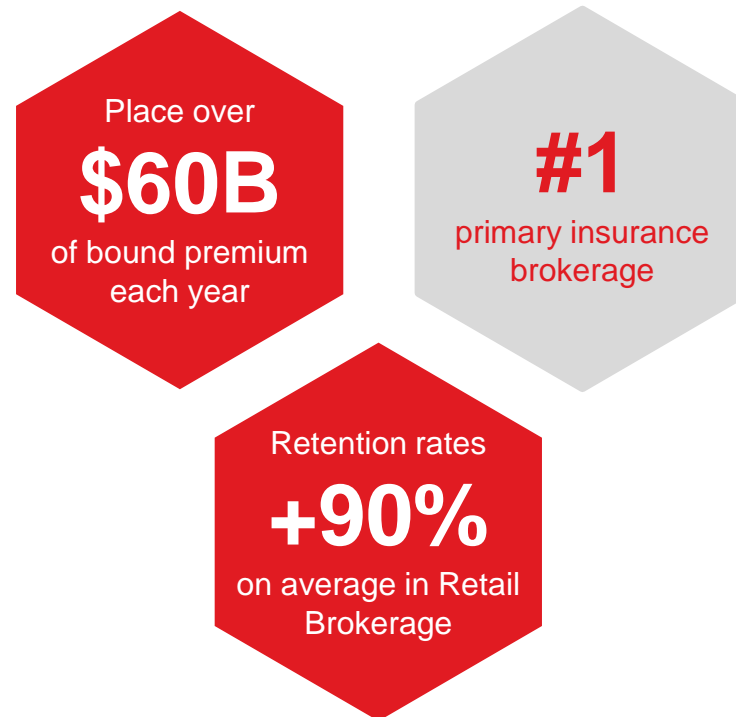 Place over
$60B
of bound premium
each year
#1
primary insurance
brokerage
Retention rates
+90%
on average in Retail
Brokerage